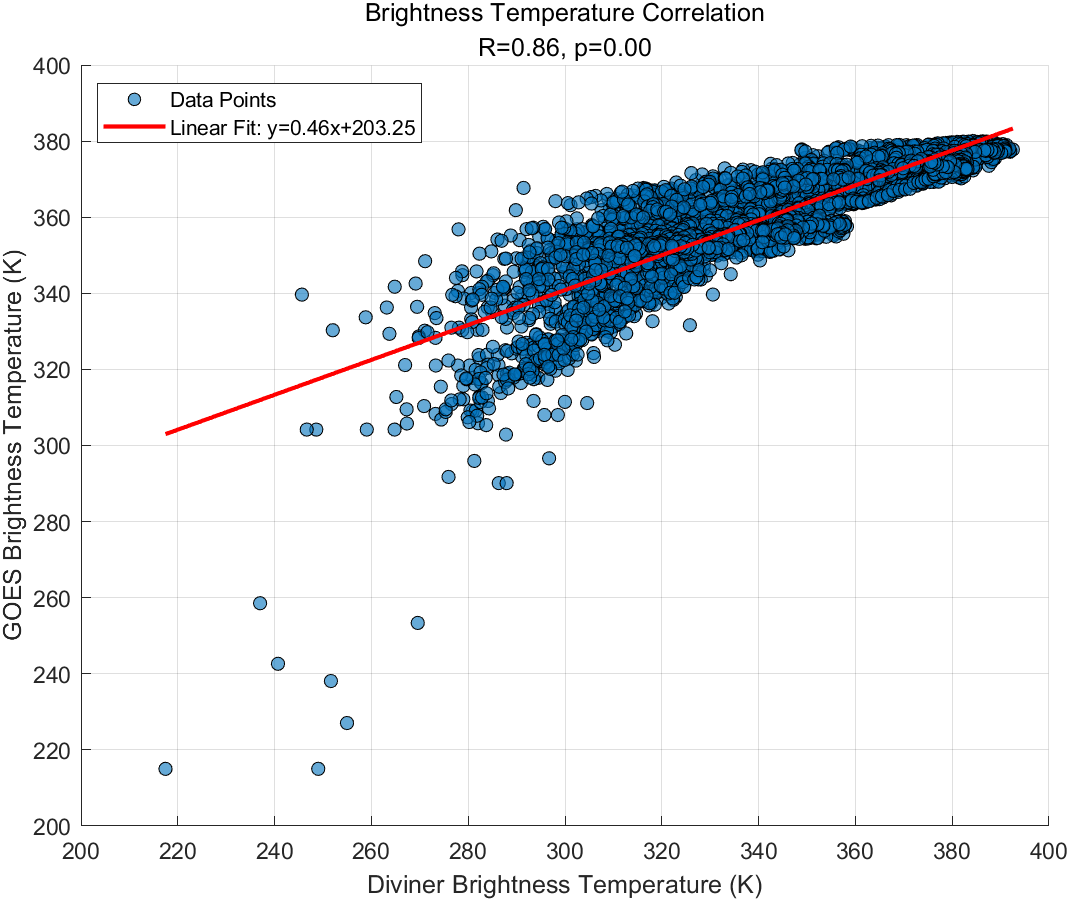 Brightness Temperature Correlation
R=0.86, p=0.00
400
380
360
340
320
300
280
260
240
220
200
GOES Brightness Temperature (K)
Data Points
Linear Fit: y=0.46x+203.25
200 220 240 260 280 300 320 340 360 380 400
Diviner Brightness Temperature (K)